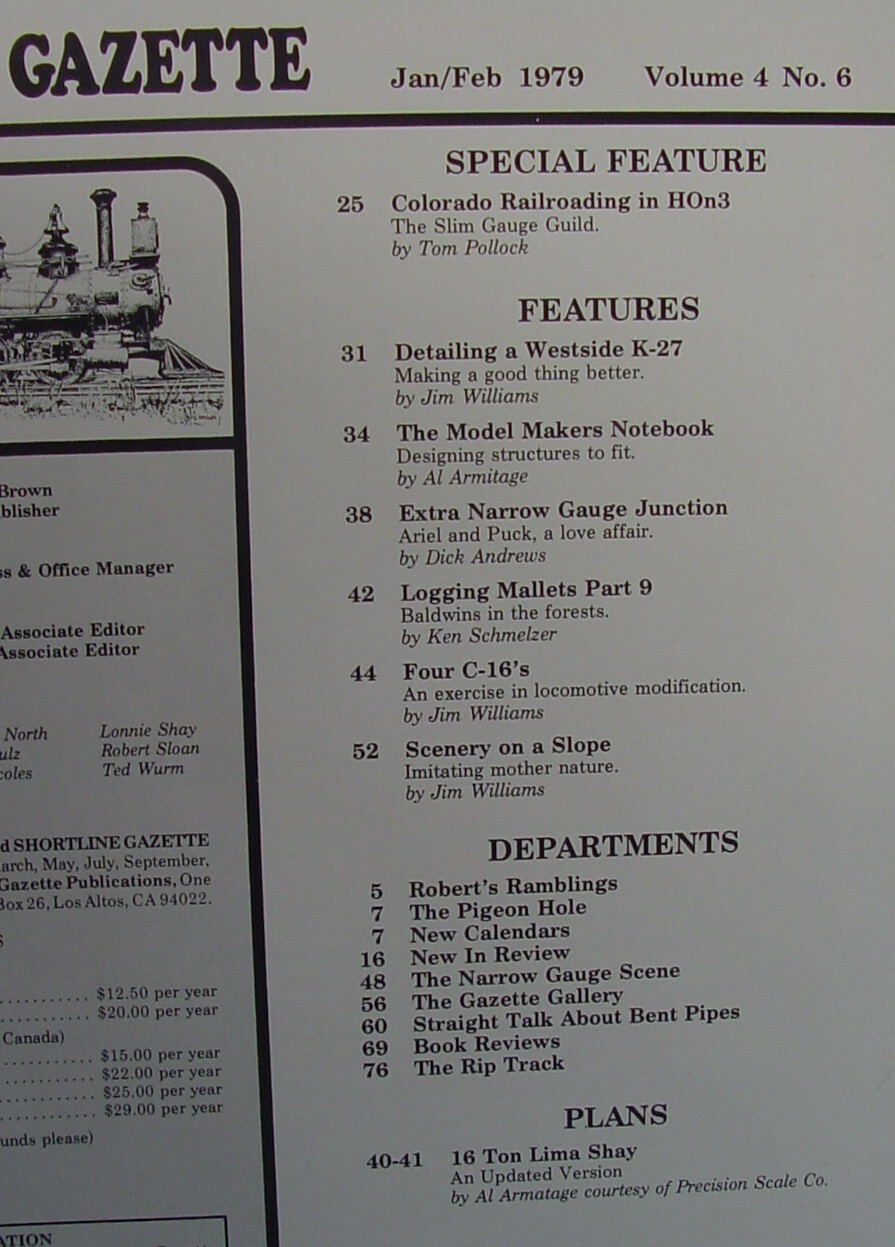 GAZETTE
Jan/Feb 1979 Volume 4 No. 6
Brown
blisher
ss & Office Manager
Associate Editor
Associate Editor
North Lonnie Shay
ulz Robert Sloan
coles Ted Wurm
d SHORTLINE GAZETTE
arch, May, July, September,
Gazette Publications, One
Box 26, Los Altos, CA 94022.
S
$12.50 per year
$20.00 per year
Canada)
$15.00 per year
$22.00 per year
$25.00 per year
$29.00 per year
unds please)
ATION
SPECIAL FEATURE
25 Colorado Railroading in HOn3
The Slim Gauge Guild.
by Tom Pollock
FEATURES
31 Detailing a Westside K-27
Making a good thing better.
by Jim Williams
34 The Model Makers Notebook
Designing structures to fit.
by Al Armitage
38 Extra Narrow Gauge Junction
Ariel and Puck, a love affair.
by Dick Andrews
42 Logging Mallets Part 9
Baldwins in the forests.
by Ken Schmelzer
44 Four C-16's
An exercise in locomotive modification.
by Jim Williams
52 Scenery on a Slope
Imitating mother nature.
by Jim Williams
DEPARTMENTS
5 Robert's Ramblings
7 The Pigeon Hole
7 New Calendars
16 New In Review
48 The Narrow Gauge Scene
56 The Gazette Gallery
60 Straight Talk About Bent Pipes
69 Book Reviews
76 The Rip Track
PLANS
40-41 16 Ton Lima Shay
An Updated Version
by Al Armatage courtesy of Precision Scale Co.